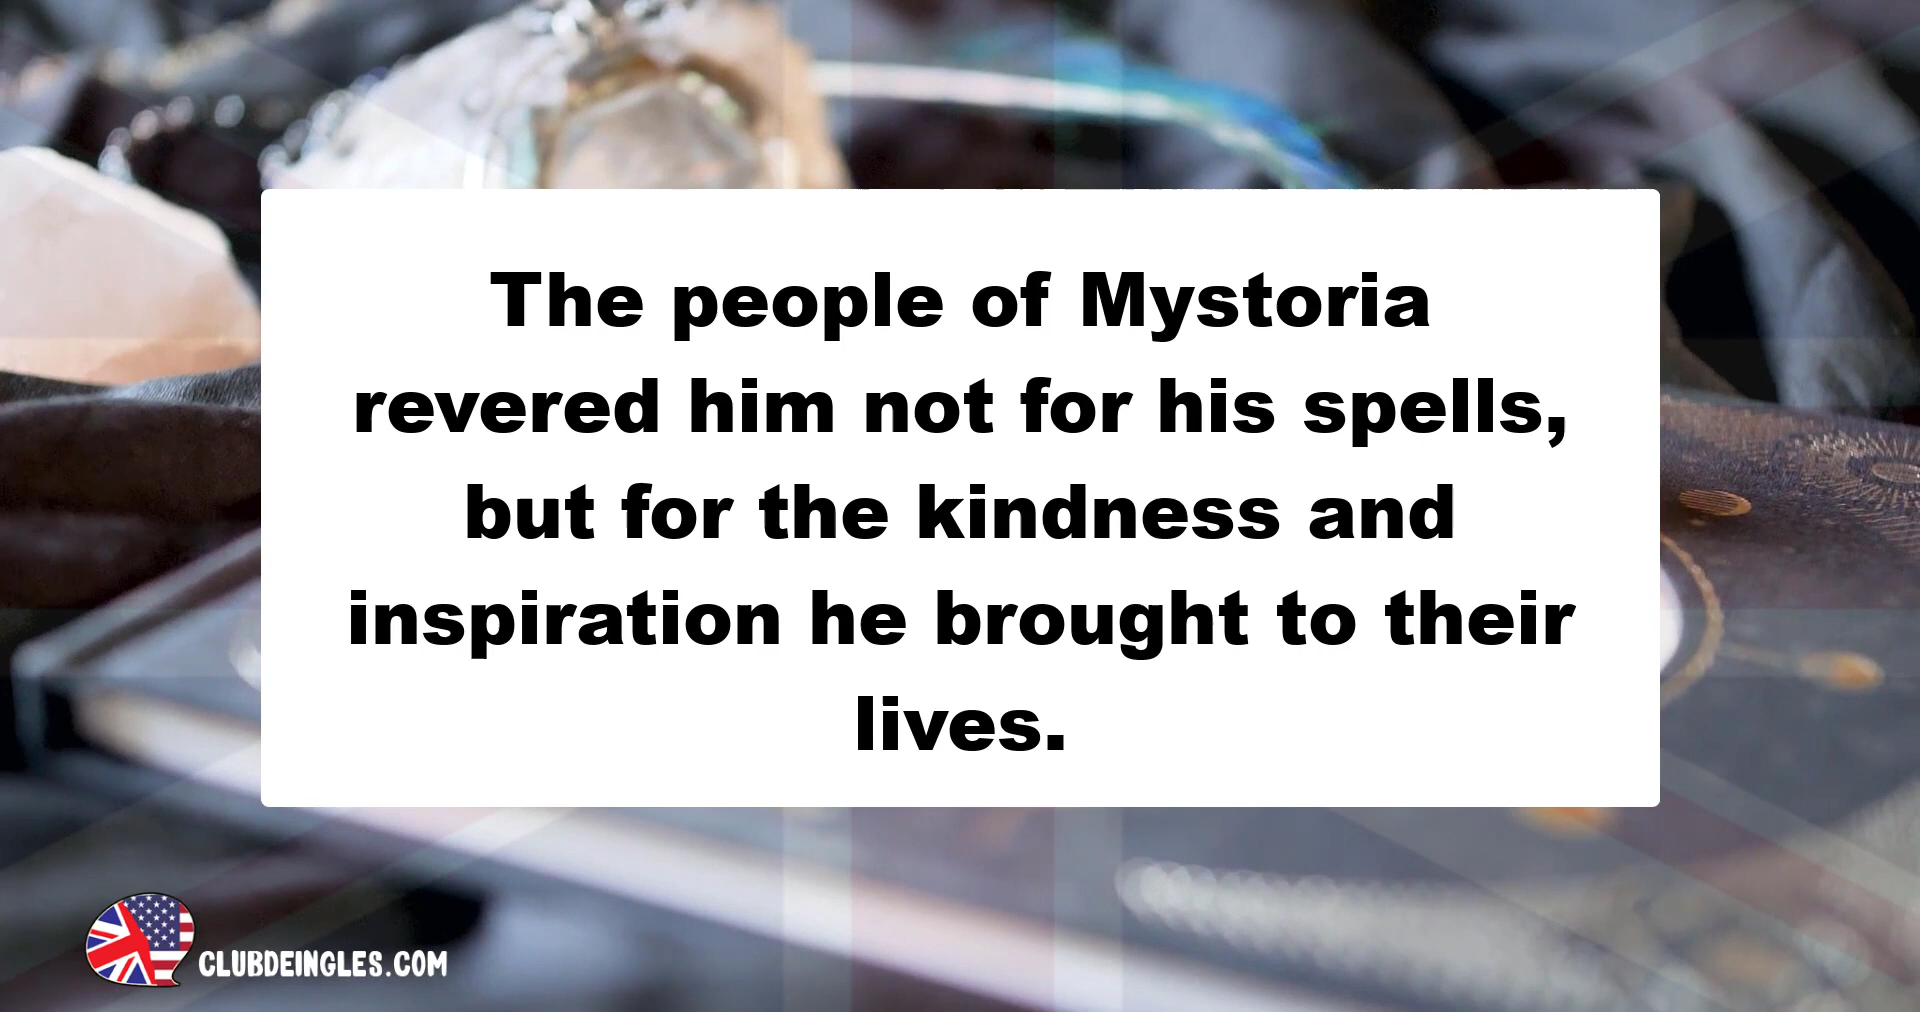 The people of Mystoria
revered him not for his spells,
but for the kindness and
inspiration he brought to their
lives.
CLUBDEINGLES.COM